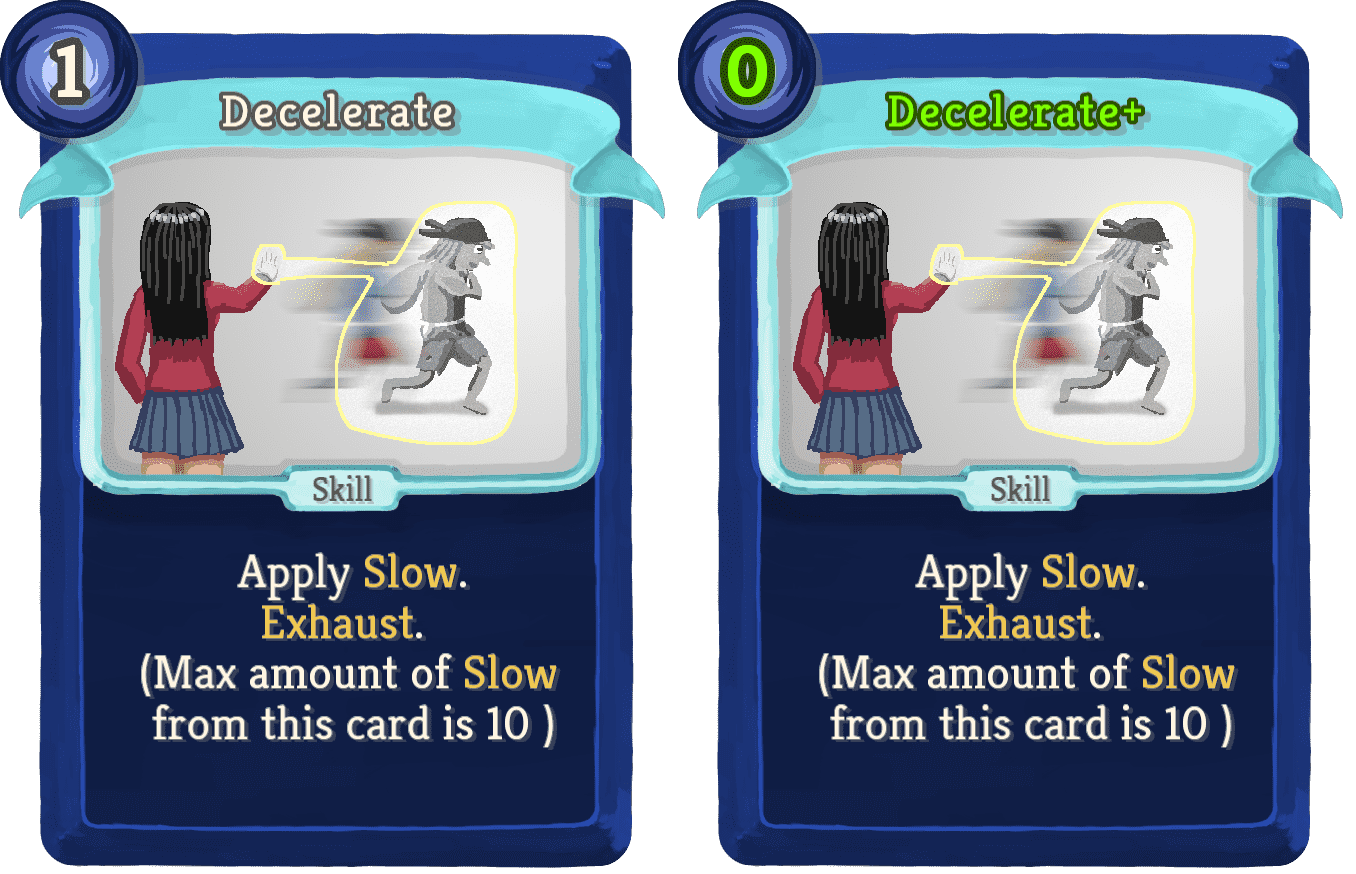 1
Decelerate
Skill
Apply Slow.
Exhaust.
(Max amount of Slow
from this card is 10 )
0
Decelerate+
Skill
Apply Slow.
Exhaust.
(Max amount of Slow
from this card is 10 )